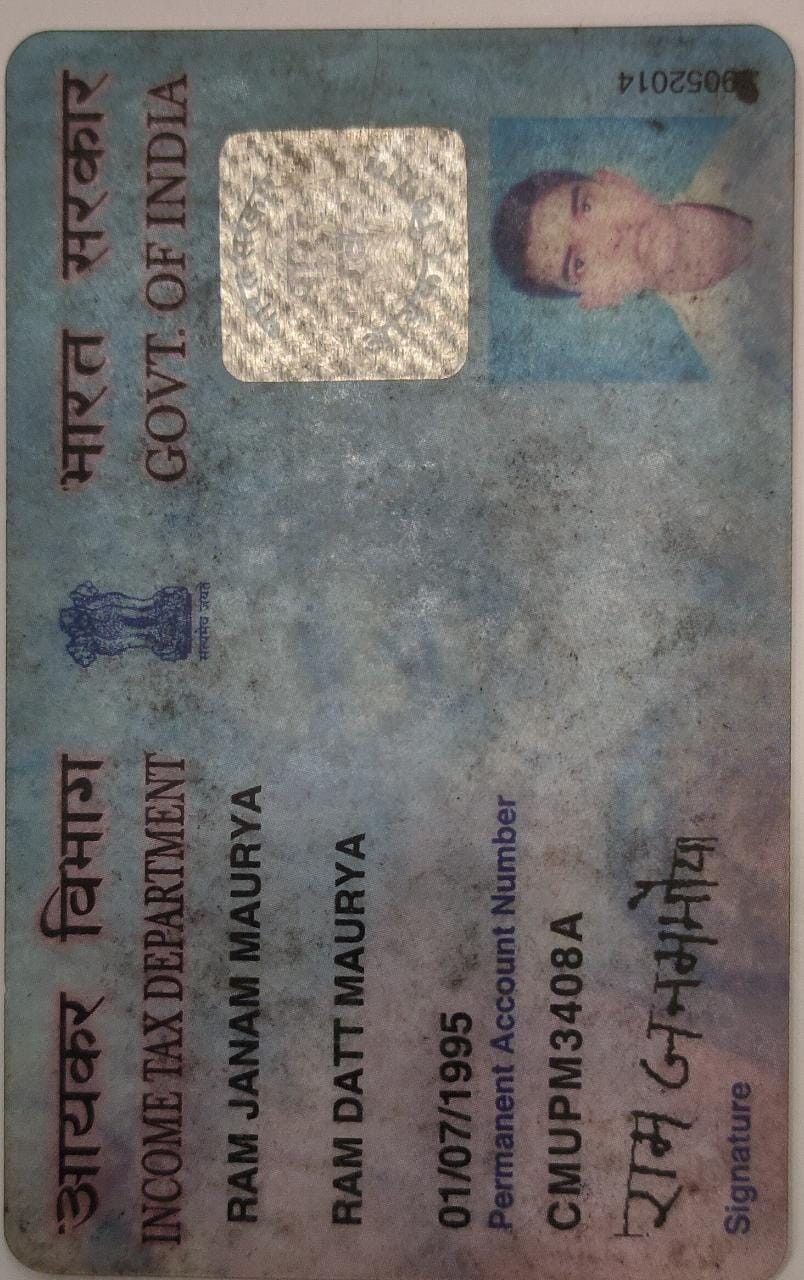 आयकर विभाग
INCOME TAX DEPARTMENT
सत्यमेव जयते
भारत सरकार
GOVT. OF INDIA
RAM JANAM MAURYA
RAM DATT MAURYA
01/07/1995
Permanent Account Number
CMUPM3408A
राम जनम मौर्या
Signature
9052014